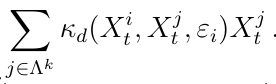 \sum_{j \in \Lambda^k} \kappa_d(X_t^i, X_t^j, \varepsilon_i) X_t^j .